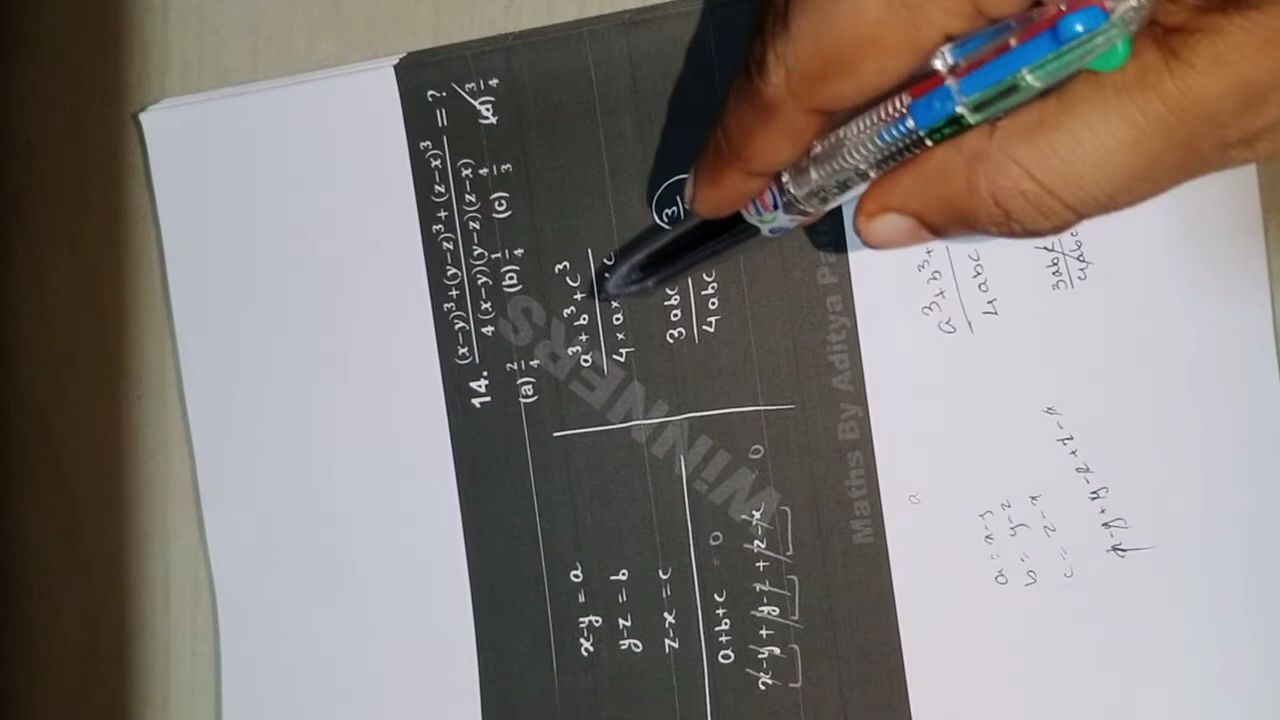 14. (x-y)³+(y-z)³+(z-x)³ / 4(x-y)(y-z)(z-x) = ?
(a) 2/4 (b) 1/4 (c) 4/3 (d) 3/4
x-y = a
y-z = b
z-x = c
a+b+c = 0
x-y+y-z+z-x 0
a³+b³+c³
4×a× c
3abc
4abc
3
WiNNERS
Maths By Aditya
a = x-y
b = y-z
c = z-x
x-y+y-z+z-x
a
a³+b³+
4abc
3abc
4abc